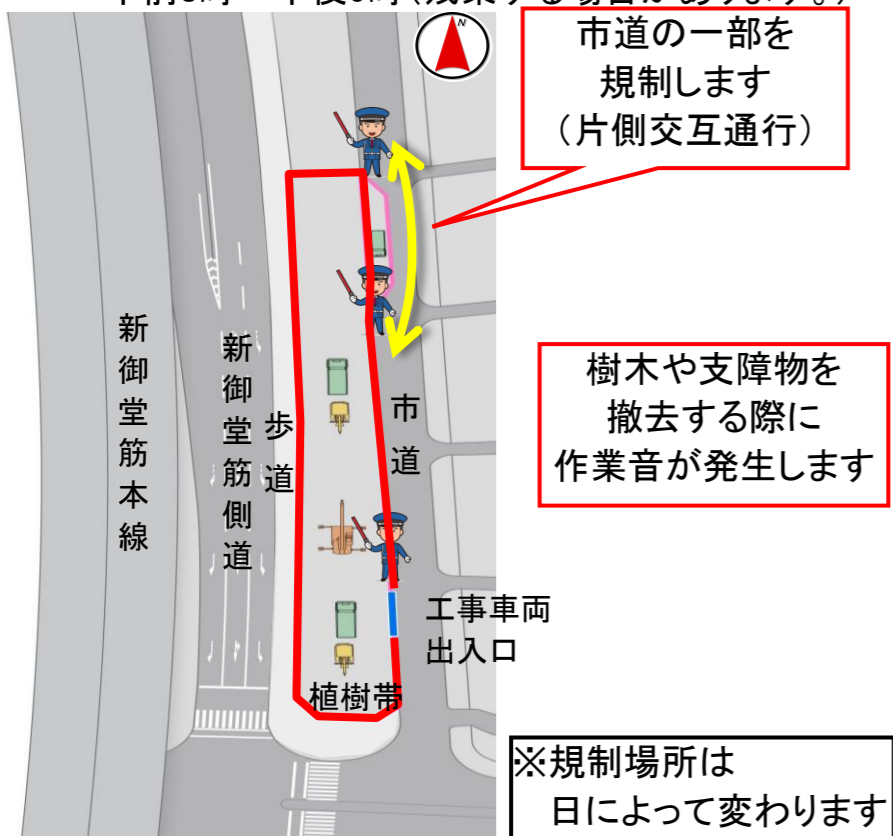 N
市道の一部を
規制します
（片側交互通行）
樹木や支障物を
撤去する際に
作業音が発生します
新御堂筋本線
新御堂筋側道
歩道
市道
工事車両
出入口
植樹帯
※規制場所は
日によって変わります